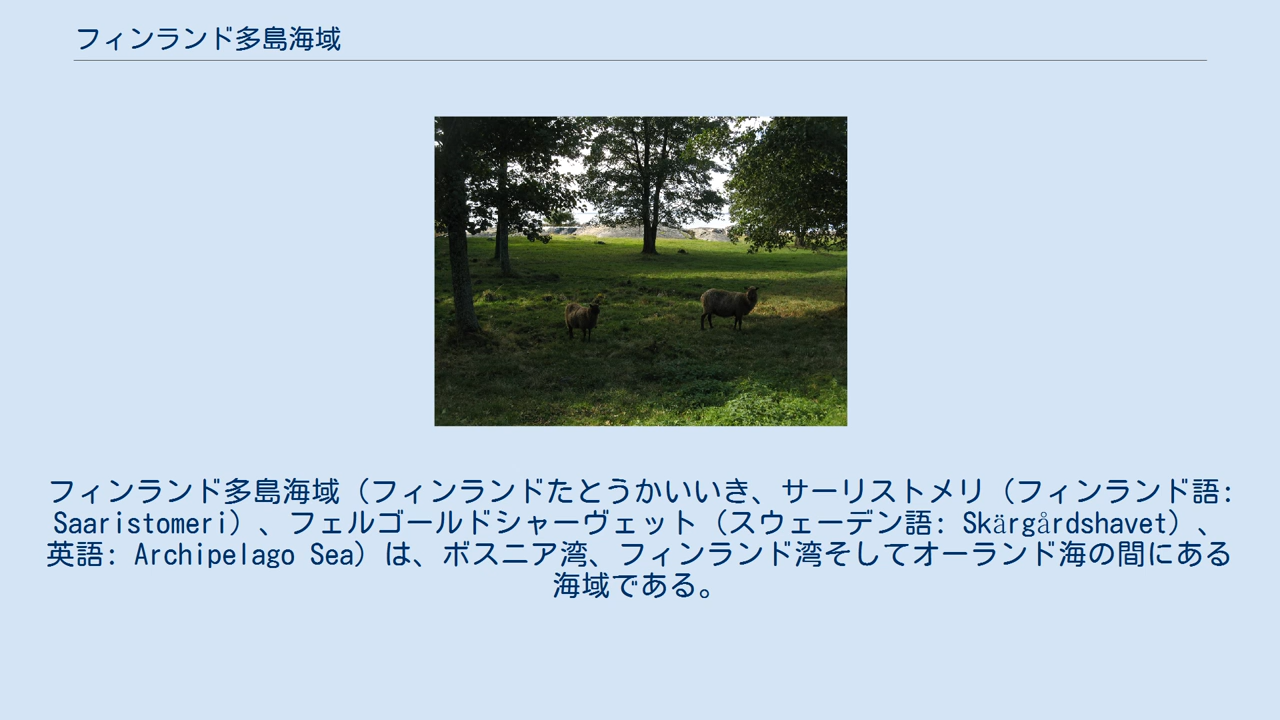 フィンランド多島海域
フィンランド多島海域（フィンランドたとうかいいき、サーリストメリ（フィンランド語:
Saaristomeri）、フェルゴールドシャーヴェット（スウェーデン語: Skärgårdshavet）、
英語: Archipelago Sea）は、ボスニア湾、フィンランド湾そしてオーランド海の間にある
海域である。